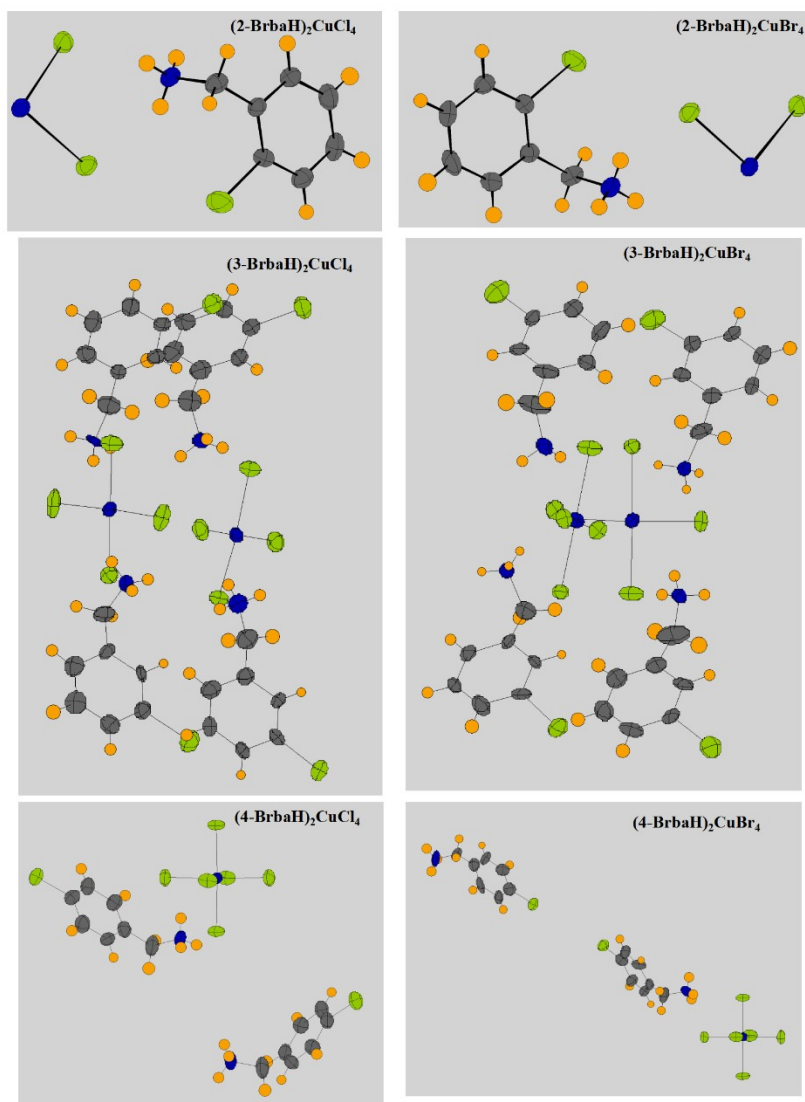 (2-BrbaH)₂CuCl₄
(2-BrbaH)₂CuBr₄
(3-BrbaH)₂CuCl₄
(3-BrbaH)₂CuBr₄
(4-BrbaH)₂CuCl₄
(4-BrbaH)₂CuBr₄